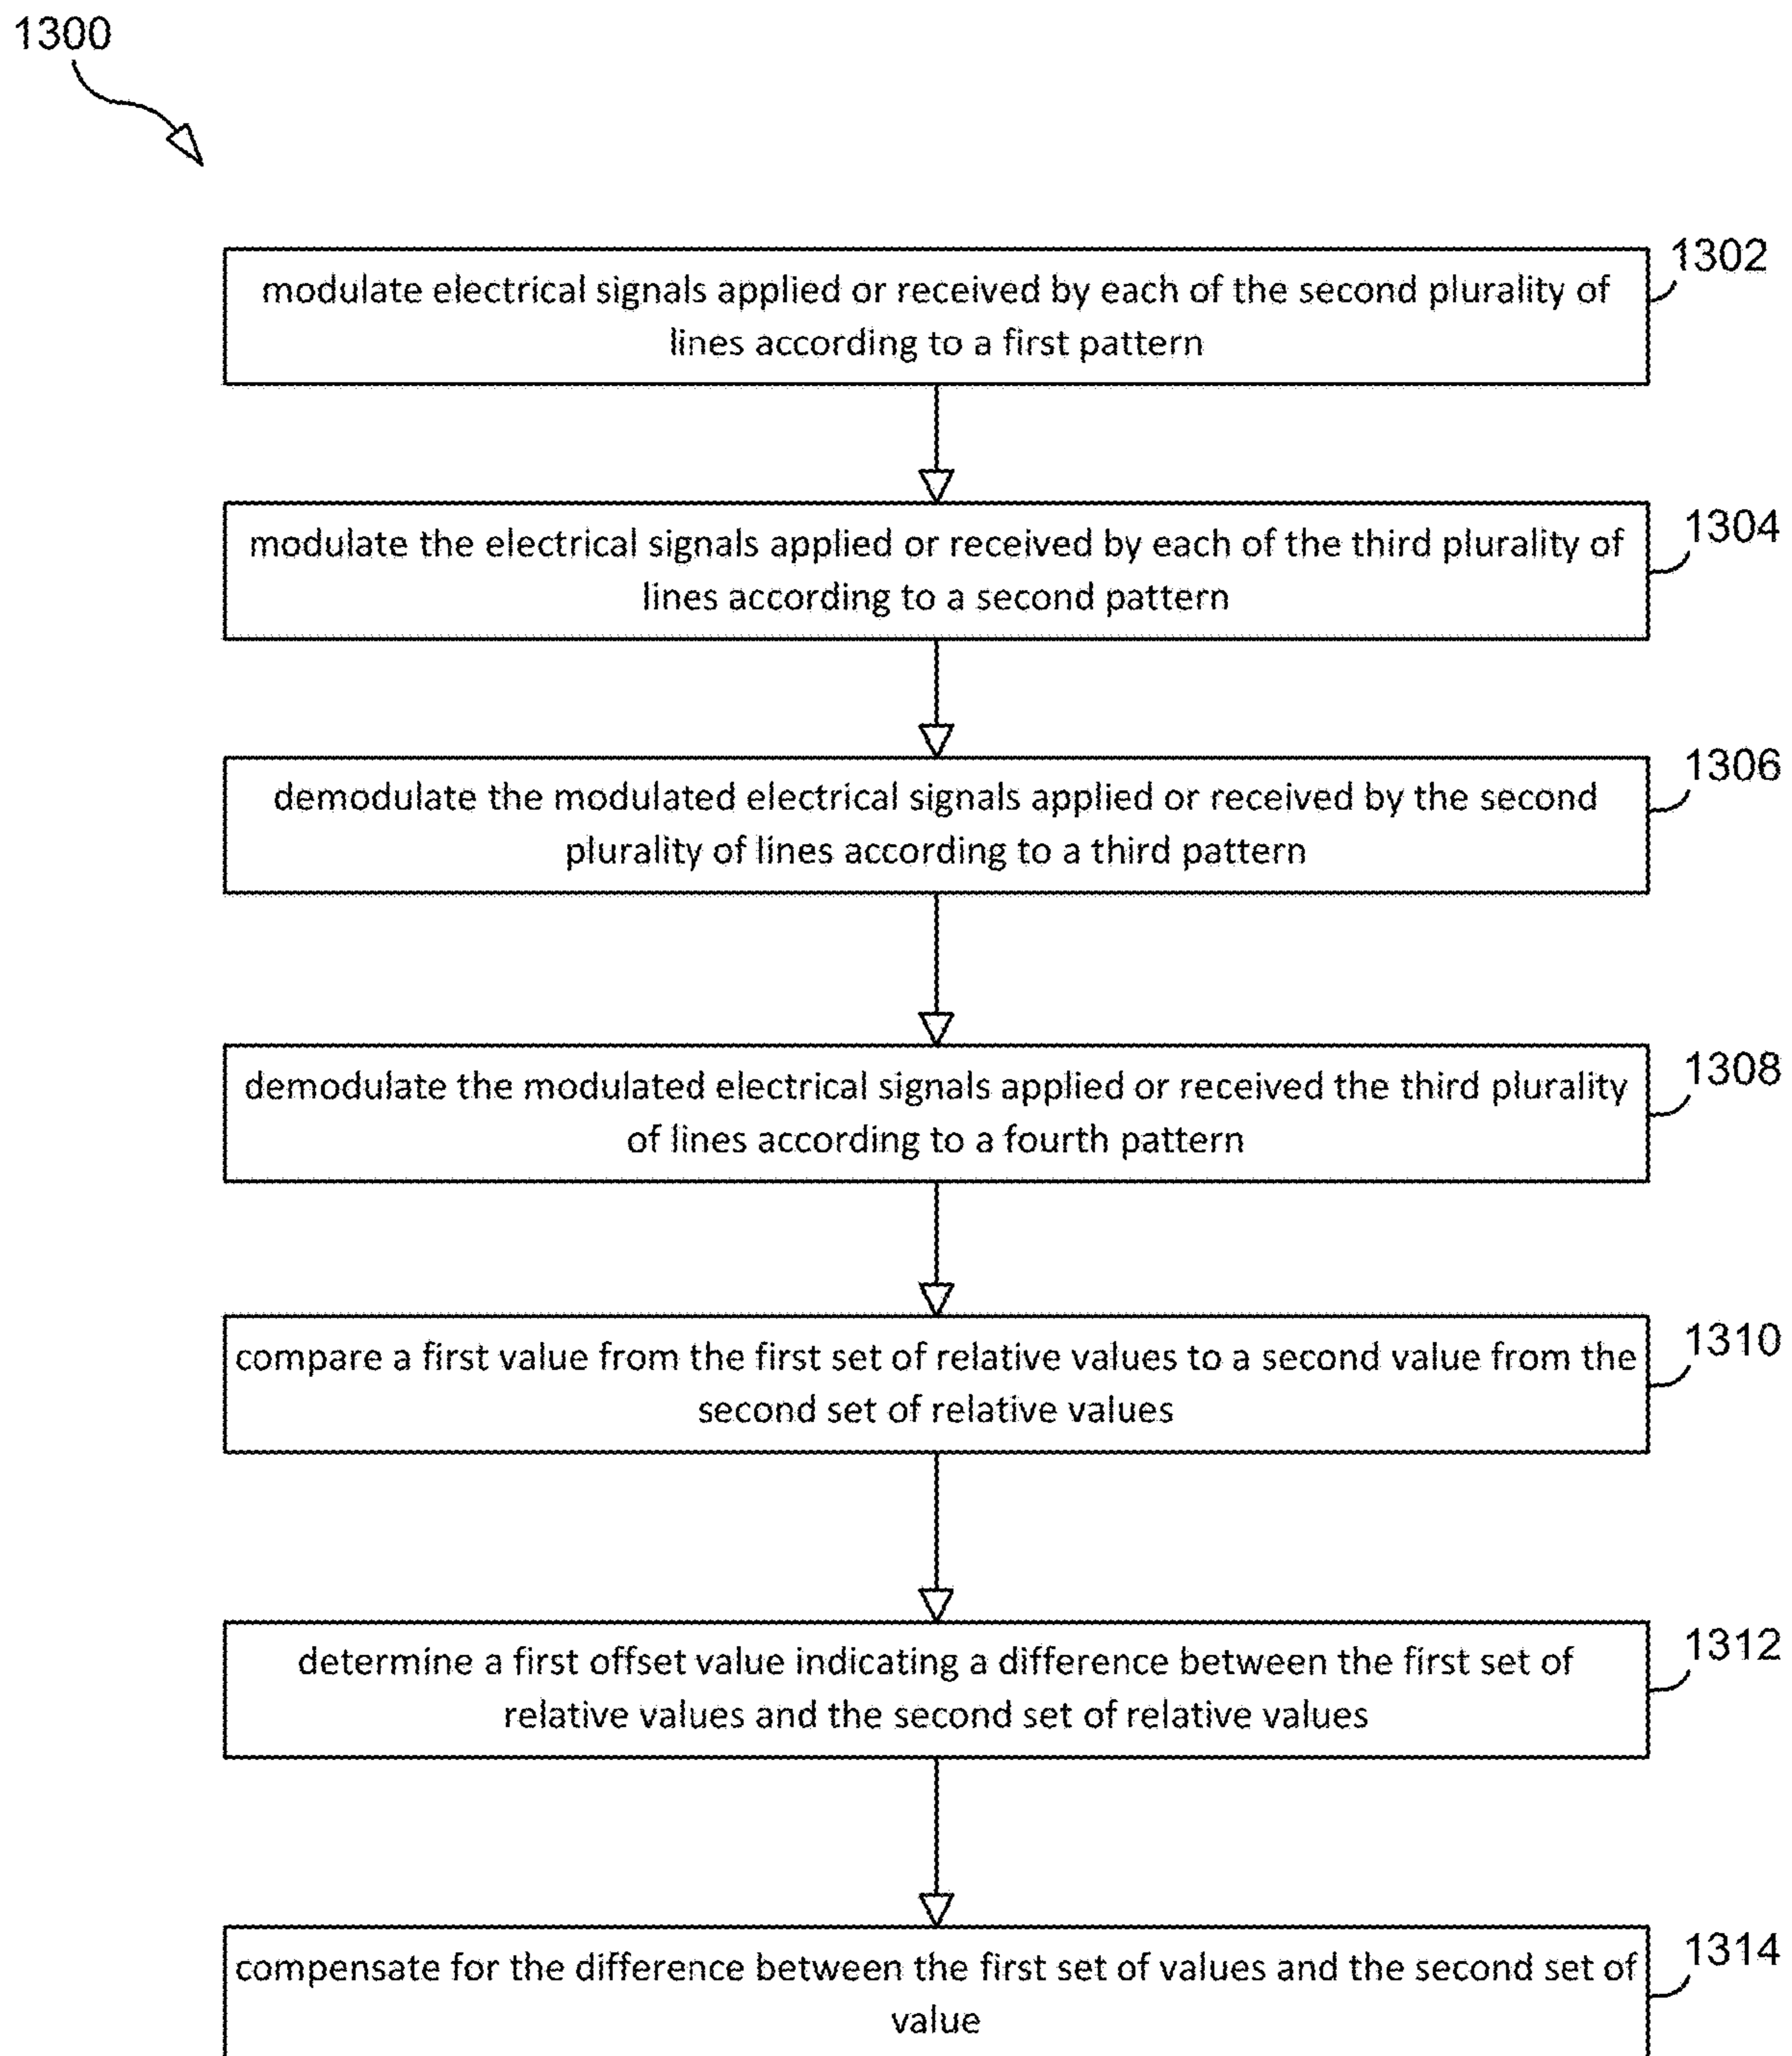 1300
modulate electrical signals applied or received by each of the second plurality of
lines according to a first pattern
1302
modulate the electrical signals applied or received by each of the third plurality of
lines according to a second pattern
1304
demodulate the modulated electrical signals applied or received by the second
plurality of lines according to a third pattern
1306
demodulate the modulated electrical signals applied or received the third plurality
of lines according to a fourth pattern
1308
compare a first value from the first set of relative values to a second value from the
second set of relative values
1310
determine a first offset value indicating a difference between the first set of
relative values and the second set of relative values
1312
compensate for the difference between the first set of values and the second set of
value
1314